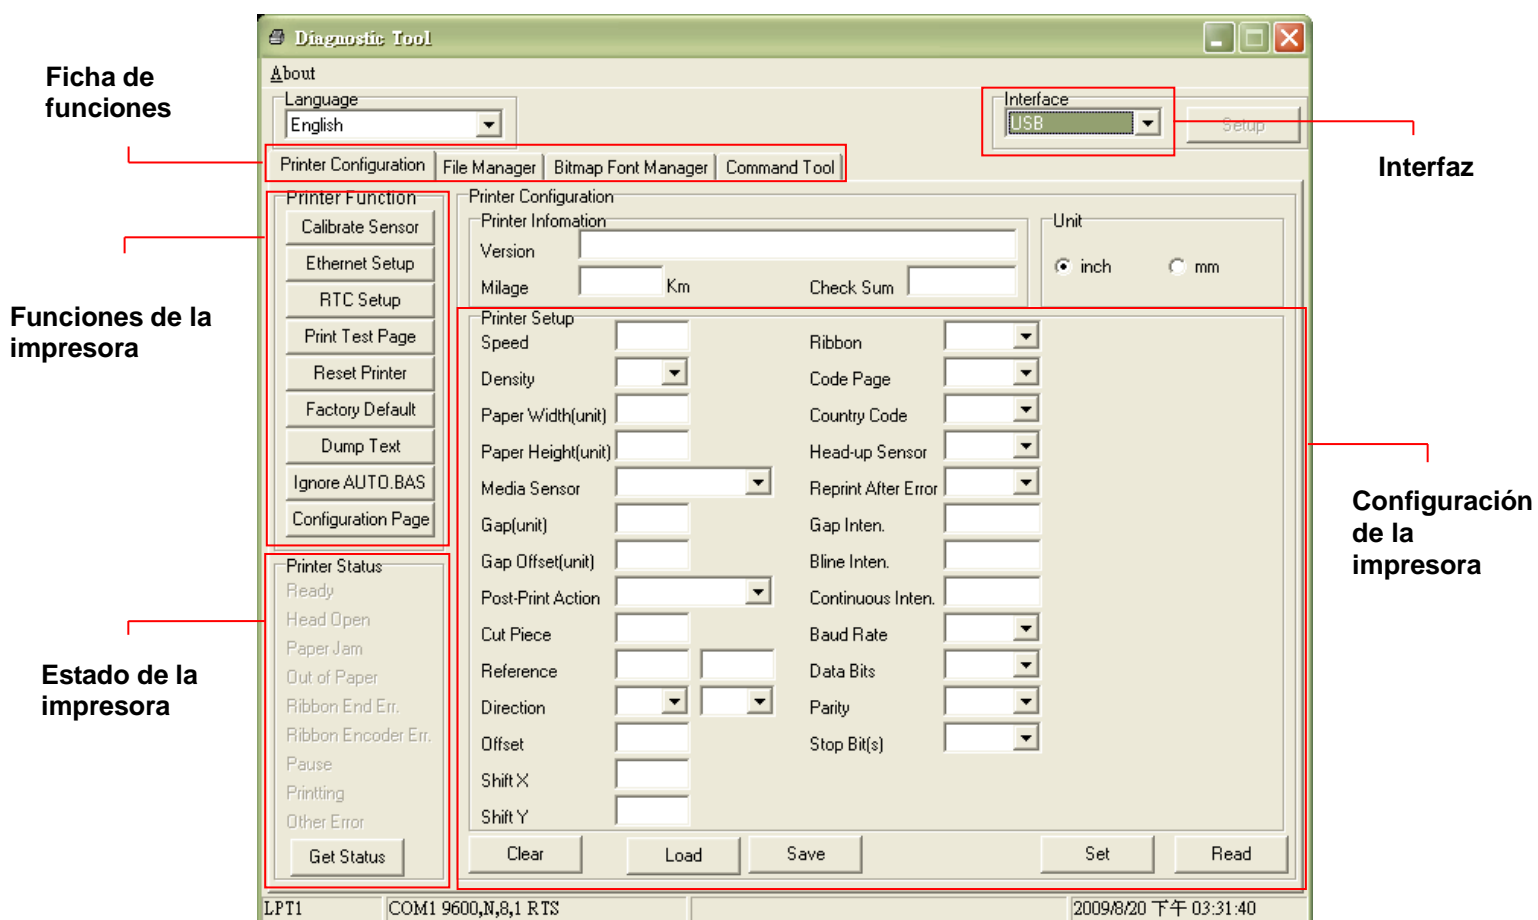 Diagnostic Tool
About
Ficha de
funciones
Language
English
Interface
USB
Setup
Interfaz
Printer Configuration
File Manager
Bitmap Font Manager
Command Tool
Printer Function
Calibrate Sensor
Ethernet Setup
RTC Setup
Print Test Page
Reset Printer
Factory Default
Dump Text
Ignore AUTO.BAS
Configuration Page
Funciones de la
impresora
Printer Status
Ready
Head Open
Paper Jam
Out of Paper
Ribbon End Err.
Ribbon Encoder Err.
Pause
Printting
Other Error
Get Status
Estado de la
impresora
Printer Configuration
Printer Infomation
Version
Milage
Km
Check Sum
Unit
inch
mm
Printer Setup
Speed
Density
Paper Width(unit)
Paper Height(unit)
Media Sensor
Gap(unit)
Gap Offset(unit)
Post-Print Action
Cut Piece
Reference
Direction
Offset
Shift X
Shift Y
Ribbon
Code Page
Country Code
Head-up Sensor
Reprint After Error
Gap Inten.
Bline Inten.
Continuous Inten.
Baud Rate
Data Bits
Parity
Stop Bit(s)
Configuración
de la
impresora
Clear
Load
Save
Set
Read
LPT1
COM1 9600,N,8,1 RTS
2009/8/20 下午 03:31:40